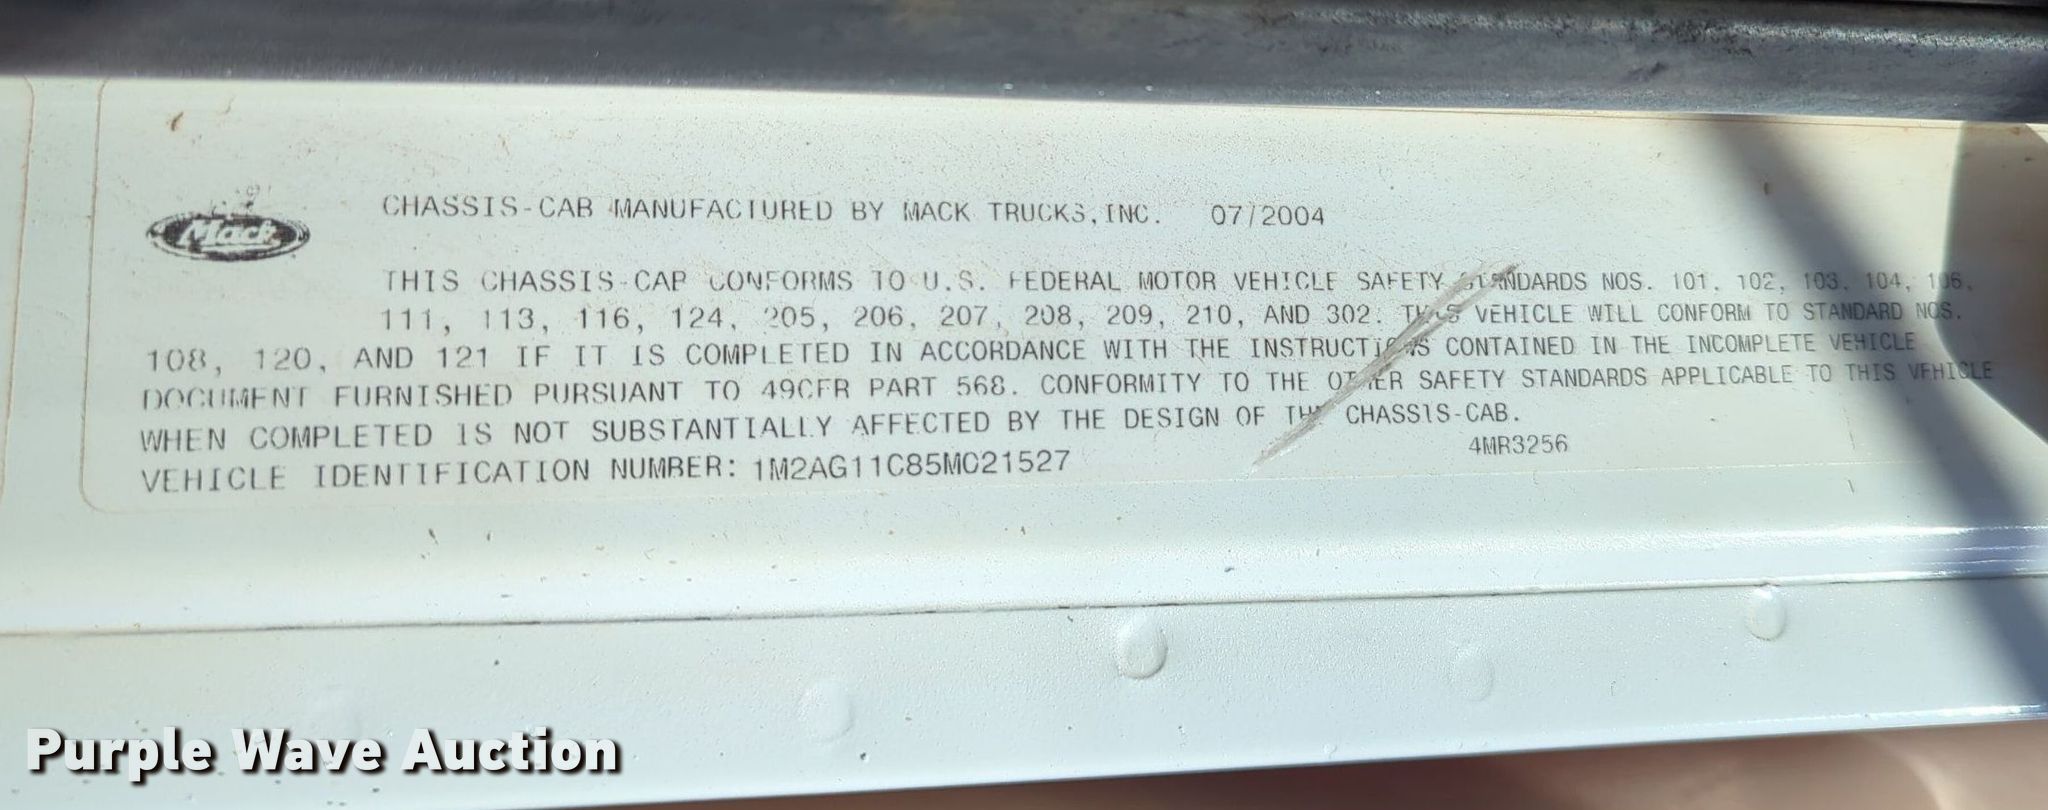 Mack
CHASSIS-CAB MANUFACTURED BY MACK TRUCKS, INC. 07/2004
THIS CHASSIS-CAB CONFORMS TO U.S. FEDERAL MOTOR VEHICLE SAFETY STANDARDS NOS. 101, 102, 103, 104, 106,
111, 113, 116, 124, 205, 206, 207, 208, 209, 210, AND 302. THIS VEHICLE WILL CONFORM TO STANDARD NOS.
108, 120, AND 121 IF IT IS COMPLETED IN ACCORDANCE WITH THE INSTRUCTIONS CONTAINED IN THE INCOMPLETE VEHICLE
DOCUMENT FURNISHED PURSUANT TO 49CFR PART 568. CONFORMITY TO THE OTHER SAFETY STANDARDS APPLICABLE TO THIS VEHICLE
WHEN COMPLETED IS NOT SUBSTANTIALLY AFFECTED BY THE DESIGN OF THE CHASSIS-CAB.
4MR3256
VEHICLE IDENTIFICATION NUMBER: 1M2AG11C85M021527
Purple Wave Auction